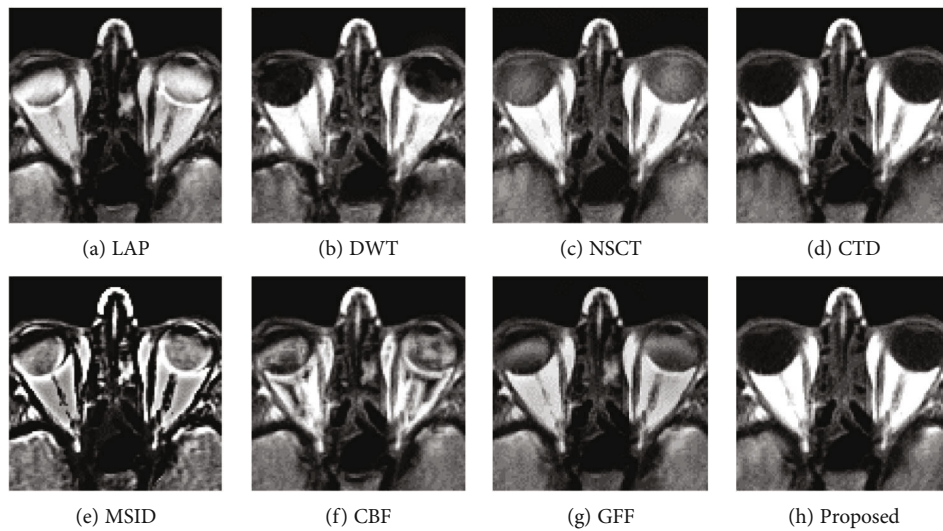 (a) LAP
(b) DWT
(c) NSCT
(d) CTD
(e) MSID
(f) CBF
(g) GFF
(h) Proposed